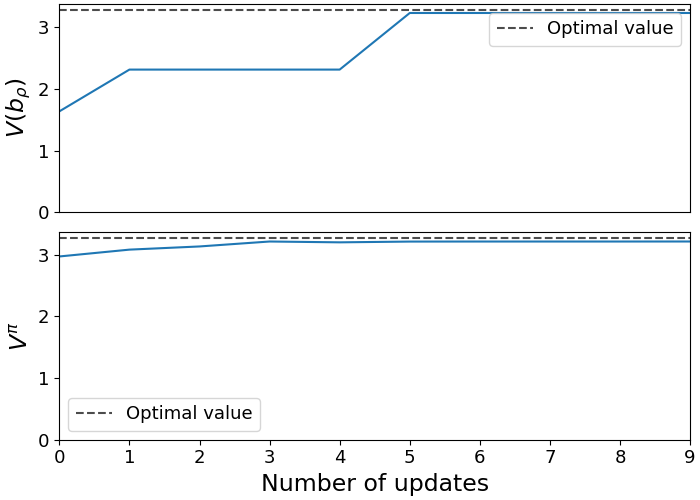 3
2
1
0
V(b_ρ)
Optimal value
3
2
1
0
V^π
Optimal value
0 1 2 3 4 5 6 7 8 9
Number of updates